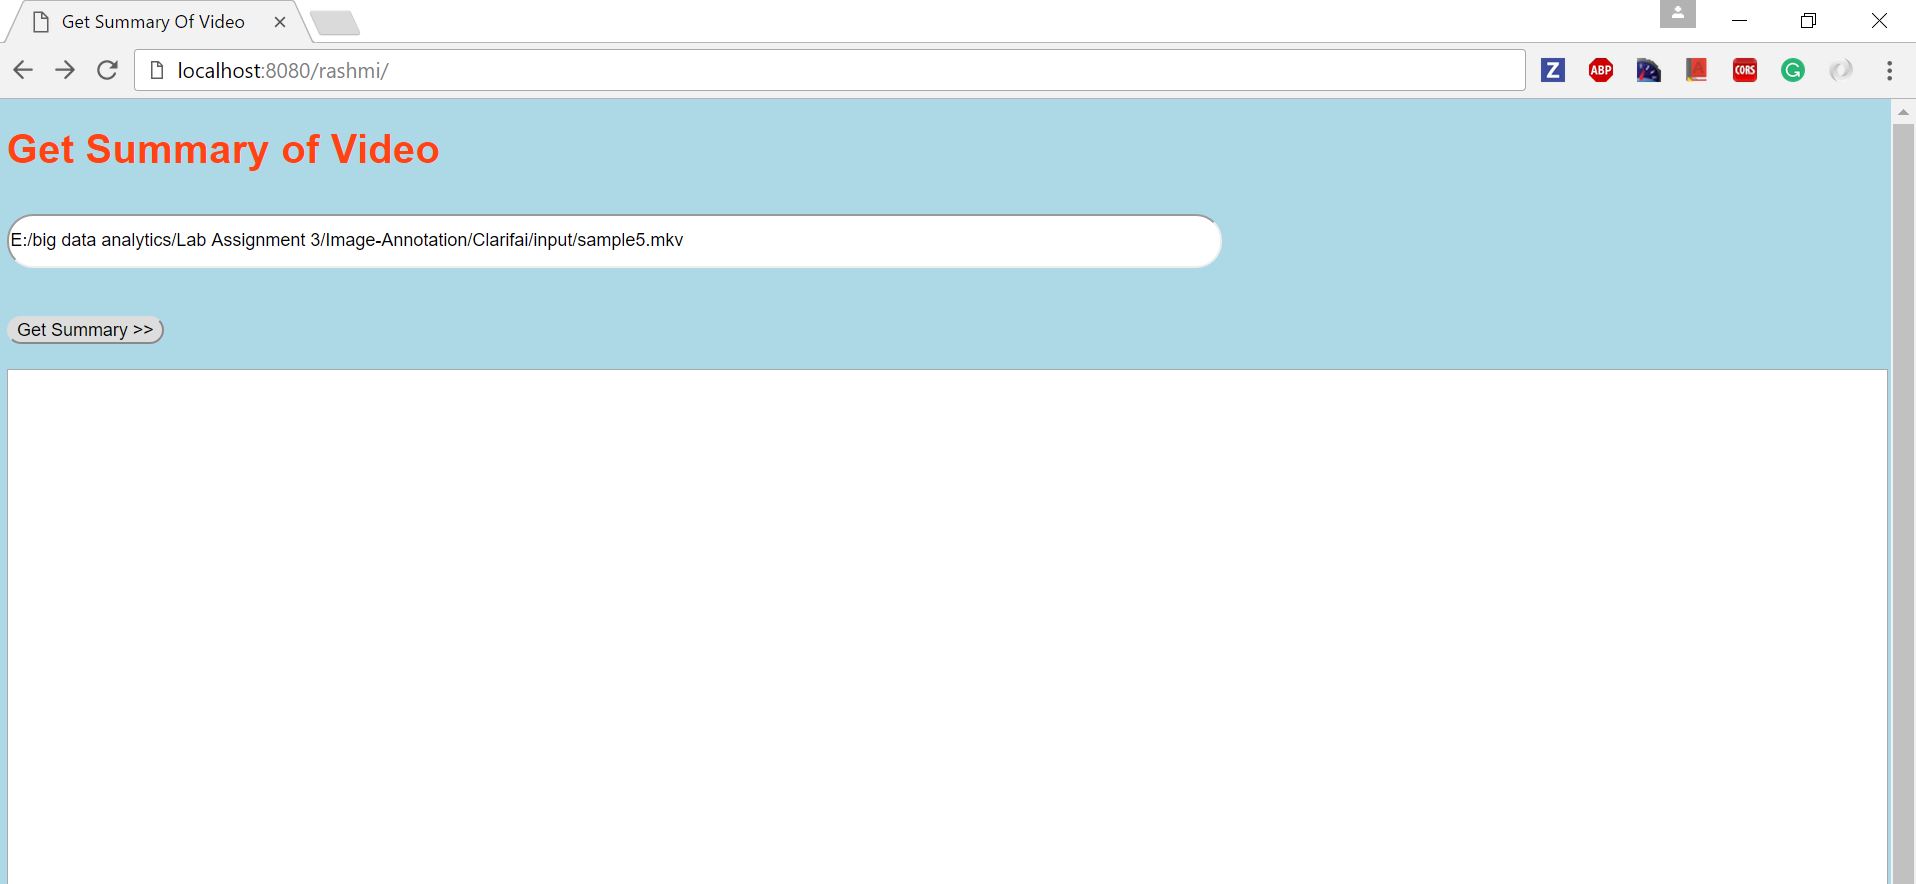 Get Summary Of Video
localhost:8080/rashmi/
Z
ABP
A
CORS
G
Get Summary of Video
E:/big data analytics/Lab Assignment 3/Image-Annotation/Clarifai/input/sample5.mkv
Get Summary >>